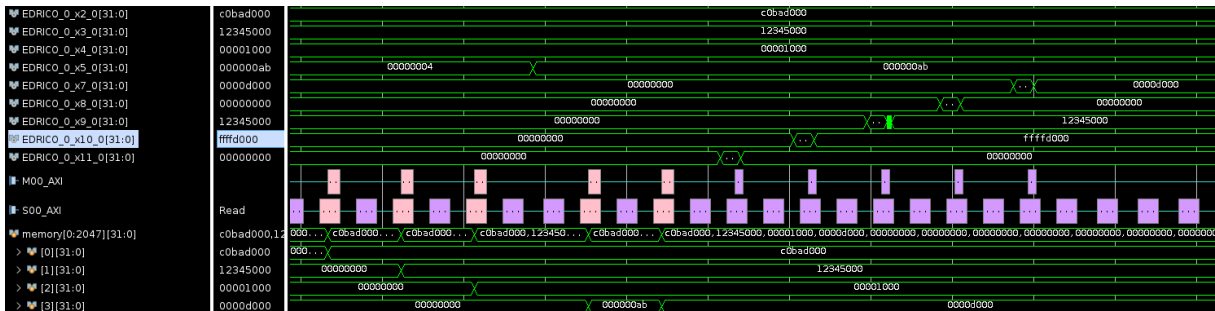 EDRICO_0_x2_0[31:0] c0bad000 c0bad000
EDRICO_0_x3_0[31:0] 12345000 12345000
EDRICO_0_x4_0[31:0] 00001000 00001000
EDRICO_0_x5_0[31:0] 000000ab 00000004 000000ab
EDRICO_0_x7_0[31:0] 0000d000 00000000 ·· 0000d000
EDRICO_0_x8_0[31:0] 00000000 00000000 ·· 00000000
EDRICO_0_x9_0[31:0] 12345000 00000000 ·· 12345000
EDRICO_0_x10_0[31:0] ffffd000 00000000 ·· ffffd000
EDRICO_0_x11_0[31:0] 00000000 00000000 ·· 00000000
M00_AXI ·· ·· ·· ·· ·· ·· ·· ·· ·· ··
S00_AXI Read ... ... ... ... ... ... ... ... ... ... ... ... ... ... ... ... ... ... ... ... ... ... ... ... ... ...
memory[0:2047][31:0] c0bad000,12 000... c0bad000... c0bad000... c0bad000,123450... c0bad000... c0bad000,12345000,00001000,0000d000,00000000,00000000,00000000,00000000,00000000,0000000
> [0][31:0] c0bad000 000... c0bad000
> [1][31:0] 12345000 00000000 12345000
> [2][31:0] 00001000 00000000 00001000
> [3][31:0] 0000d000 00000000 000000ab 0000d000